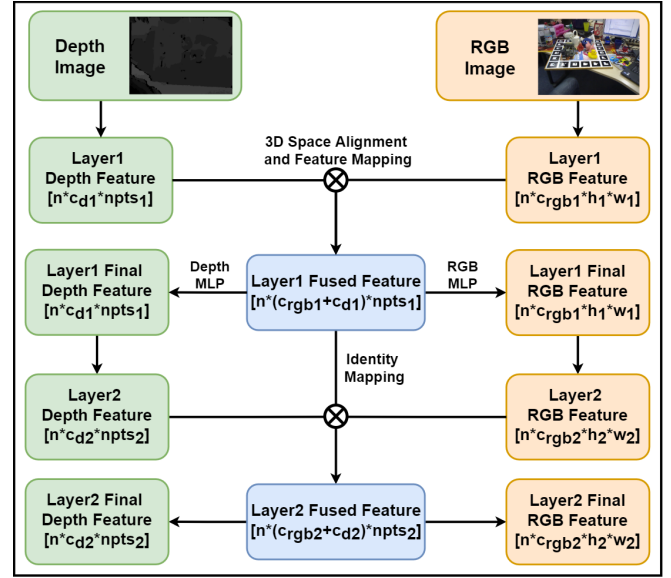 Depth
Image
RGB
Image
3D Space Alignment
and Feature Mapping
Layer1
Depth Feature
[n*cd1*npts1]
Layer1
RGB Feature
[n*crgb1*h1*w1]
Depth
MLP
RGB
MLP
Layer1 Final
Depth Feature
[n*cd1*npts1]
Layer1 Fused Feature
[n*(crgb1+cd1)*npts1]
Layer1 Final
RGB Feature
[n*crgb1*h1*w1]
Identity
Mapping
Layer2
Depth Feature
[n*cd2*npts2]
Layer2
RGB Feature
[n*crgb2*h2*w2]
Layer2 Final
Depth Feature
[n*cd2*npts2]
Layer2 Fused Feature
[n*(crgb2+cd2)*npts2]
Layer2 Final
RGB Feature
[n*crgb2*h2*w2]